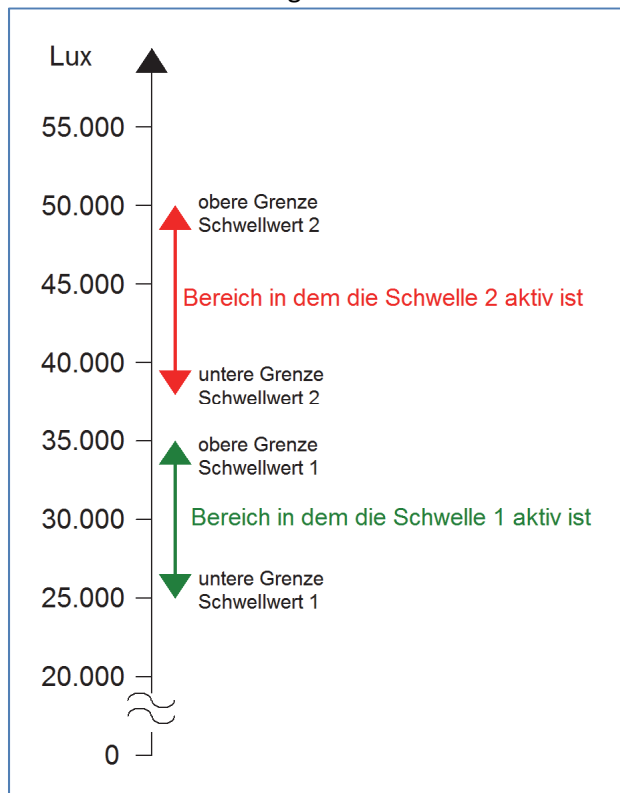 Lux
55.000
50.000
obere Grenze
Schwellwert 2
45.000
Bereich in dem die Schwelle 2 aktiv ist
40.000
untere Grenze
Schwellwert 2
35.000
obere Grenze
Schwellwert 1
30.000
Bereich in dem die Schwelle 1 aktiv ist
untere Grenze
25.000
Schwellwert 1
20.000
0